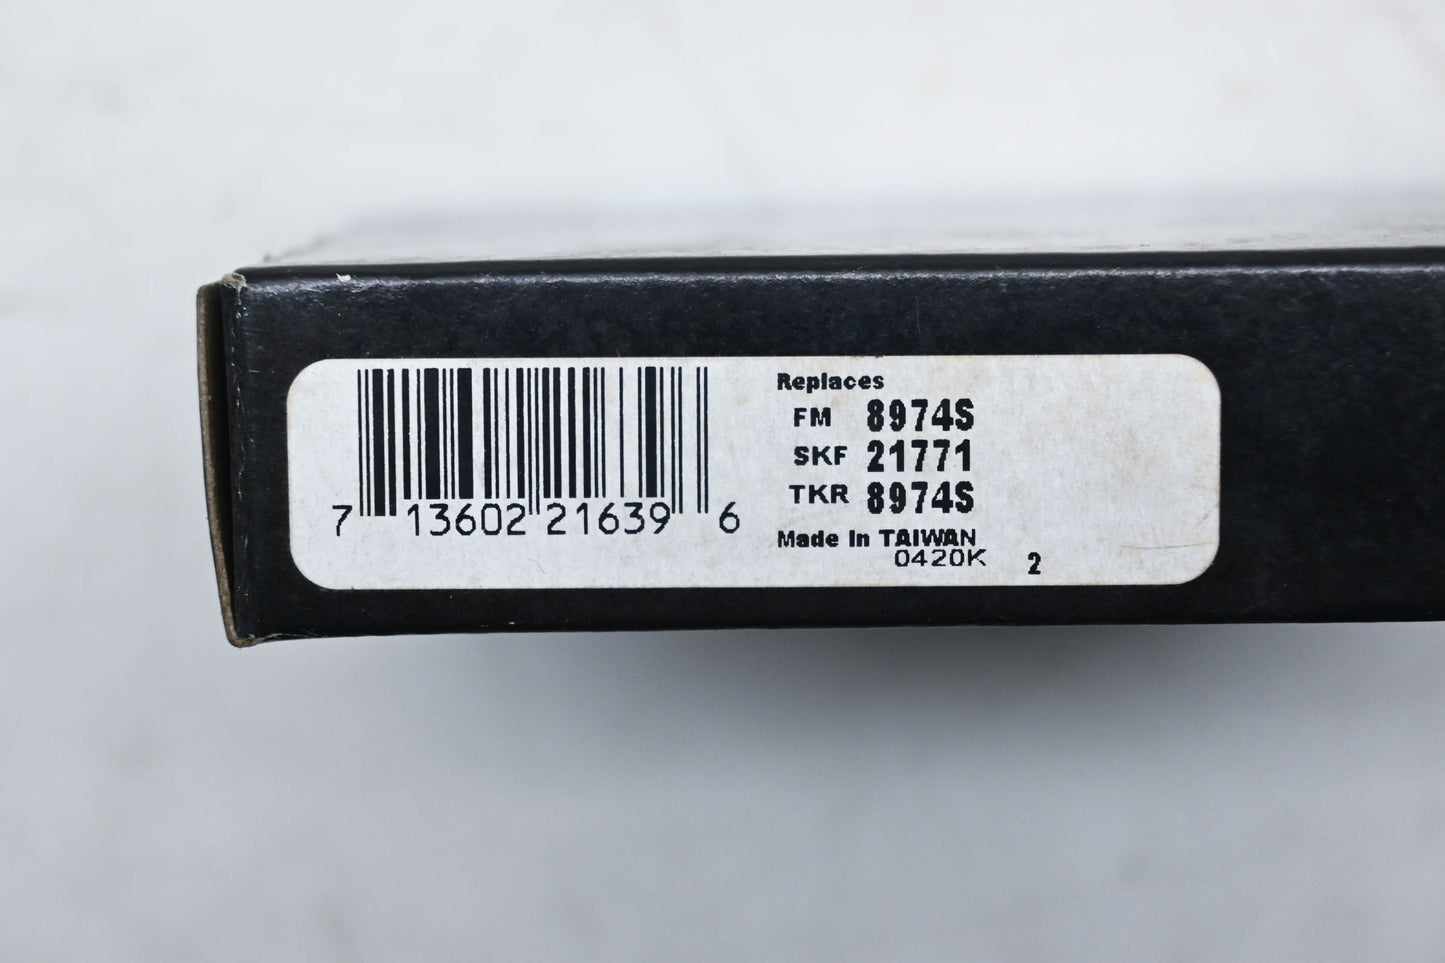 7 13602 21639 6
Replaces
FM 8974S
SKF 21771
TKR 8974S
Made In TAIWAN
0420K 2